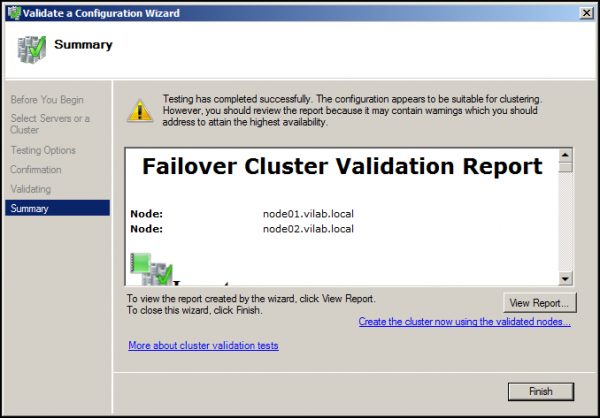 Validate a Configuration Wizard
Summary
Before You Begin
Select Servers or a
Cluster
Testing Options
Confirmation
Validating
Summary
Testing has completed successfully. The configuration appears to be suitable for clustering.
However, you should review the report because it may contain warnings which you should
address to attain the highest availability.
Failover Cluster Validation Report
Node: node01.vilab.local
Node: node02.vilab.local
To view the report created by the wizard, click View Report.
To close this wizard, click Finish.
View Report...
Create the cluster now using the validated nodes...
More about cluster validation tests
Finish